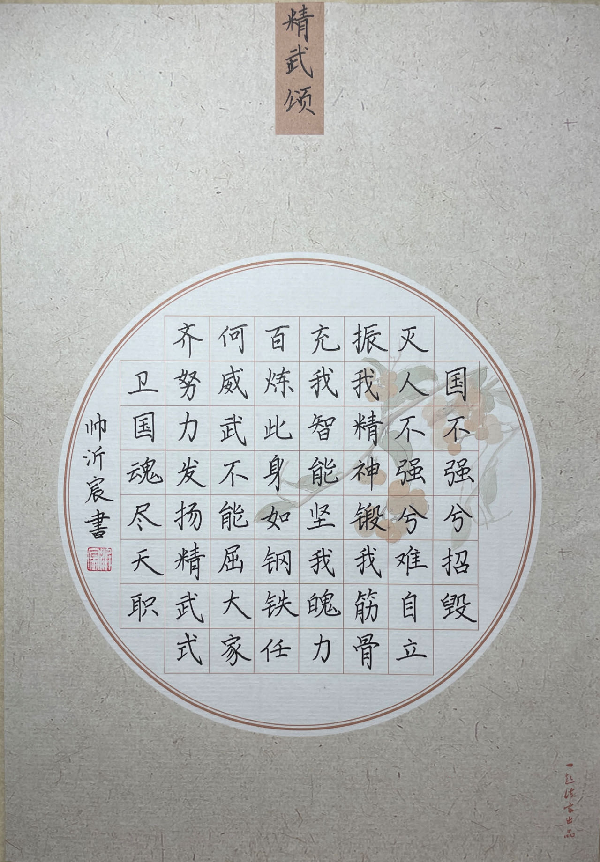 精武颂
国不强兮招毁
灭人不强兮难自立
振我精神锻我筋骨
充我智能坚我魄力
百炼此身如钢铁任
何威武不能屈大家
齐努力发扬精武式
卫国魂尽天职
帅沂宸書